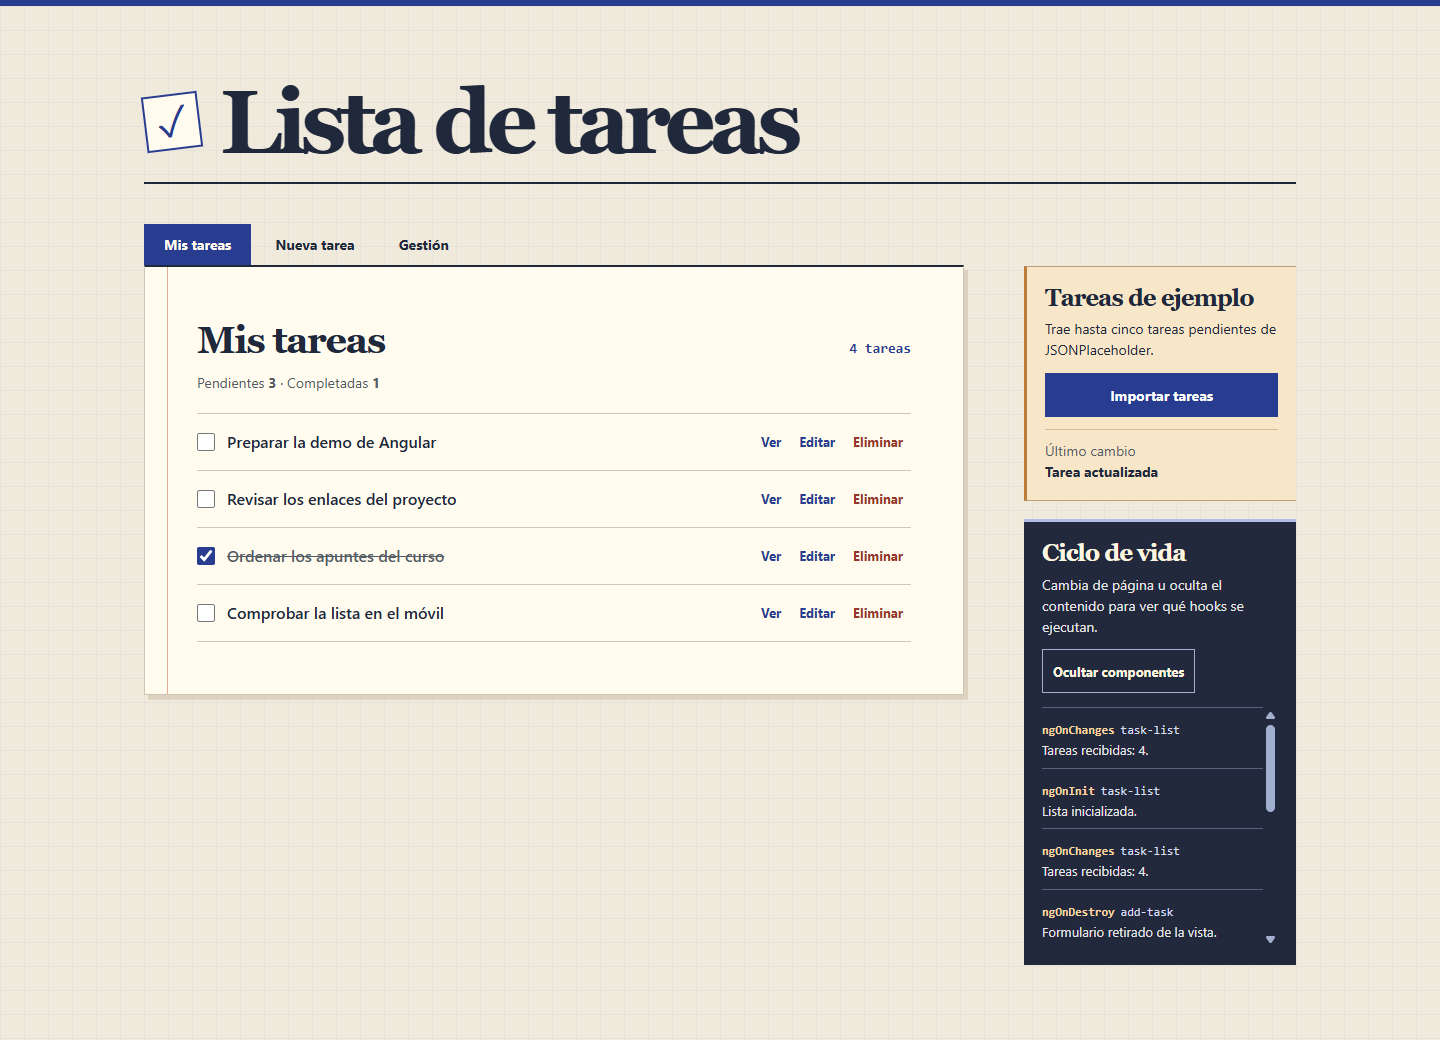 Lista de tareas
Mis tareas
Nueva tarea
Gestión
Mis tareas
4 tareas
Pendientes 3 · Completadas 1
Preparar la demo de Angular
Ver Editar Eliminar
Revisar los enlaces del proyecto
Ver Editar Eliminar
Ordenar los apuntes del curso
Ver Editar Eliminar
Comprobar la lista en el móvil
Ver Editar Eliminar
Tareas de ejemplo
Trae hasta cinco tareas pendientes de
JSONPlaceholder.
Importar tareas
Último cambio
Tarea actualizada
Ciclo de vida
Cambia de página u oculta el
contenido para ver qué hooks se
ejecutan.
Ocultar componentes
ngOnChanges task-list
Tareas recibidas: 4.
ngOnInit task-list
Lista inicializada.
ngOnChanges task-list
Tareas recibidas: 4.
ngOnDestroy add-task
Formulario retirado de la vista.